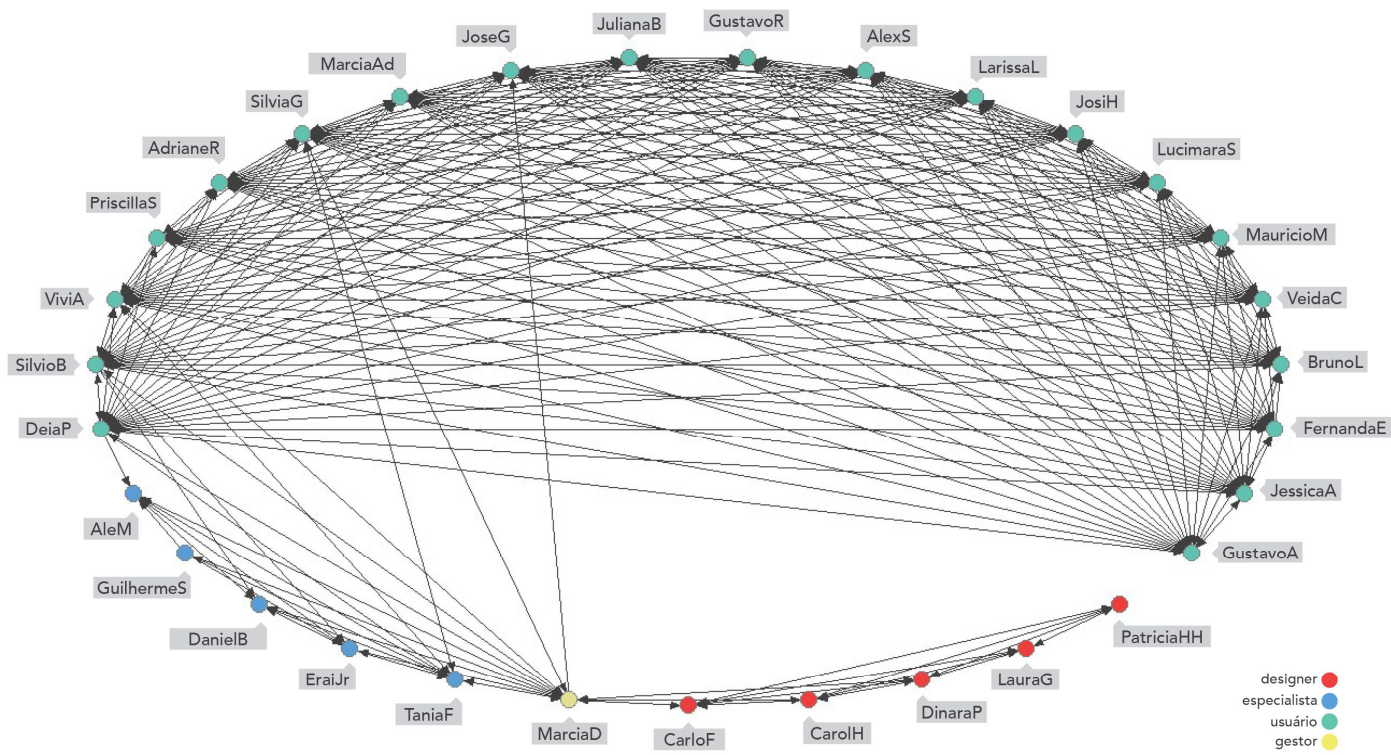 JulianaB
GustavoR
JoseG
AlexS
MarciaAd
LarissaL
SilviaG
JosiH
AdrianeR
LucimaraS
PriscillaS
MauricioM
ViviA
VeidaC
SilvioB
BrunoL
DeiaP
FernandaE
JessicaA
AleM
GustavoA
GuilhermeS
DanielB
PatriciaHH
EraiJr
LauraG
TaniaF
DinaraP
MarciaD
CarloF
CarolH
designer
especialista
usuário
gestor